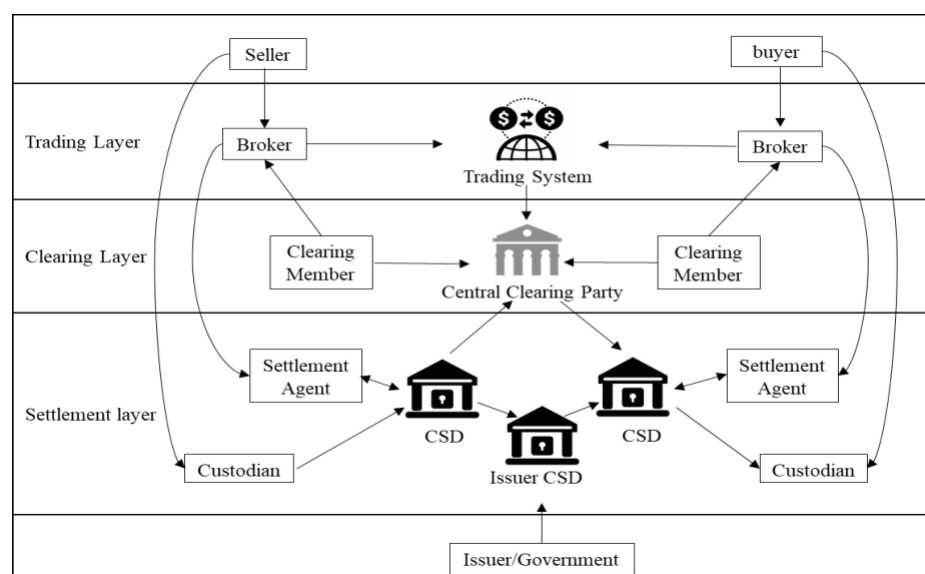 Seller
buyer
Trading Layer
Broker
Broker
Trading System
Clearing Layer
Clearing
Member
Clearing
Member
Central Clearing Party
Settlement
Agent
Settlement
Agent
Settlement layer
CSD
CSD
Custodian
Issuer CSD
Custodian
Issuer/Government